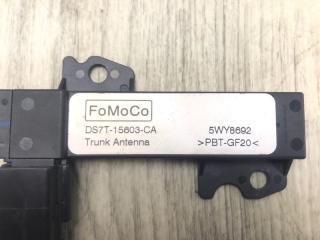 FoMoCo
DS7T-15603-CA 5WY8692
Trunk Antenna >PBT-GF20<